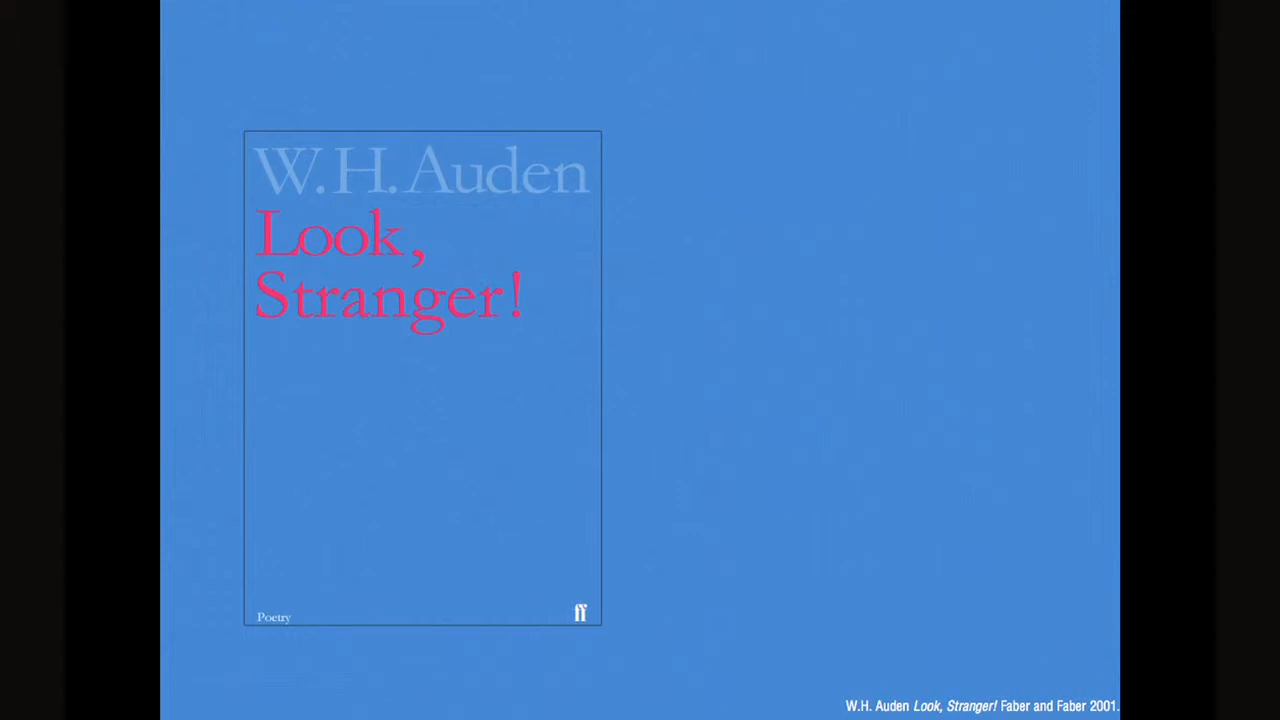 W.H. Auden
Look,
Stranger!
Poetry
ff
W.H. Auden Look, Stranger! Faber and Faber 2001.